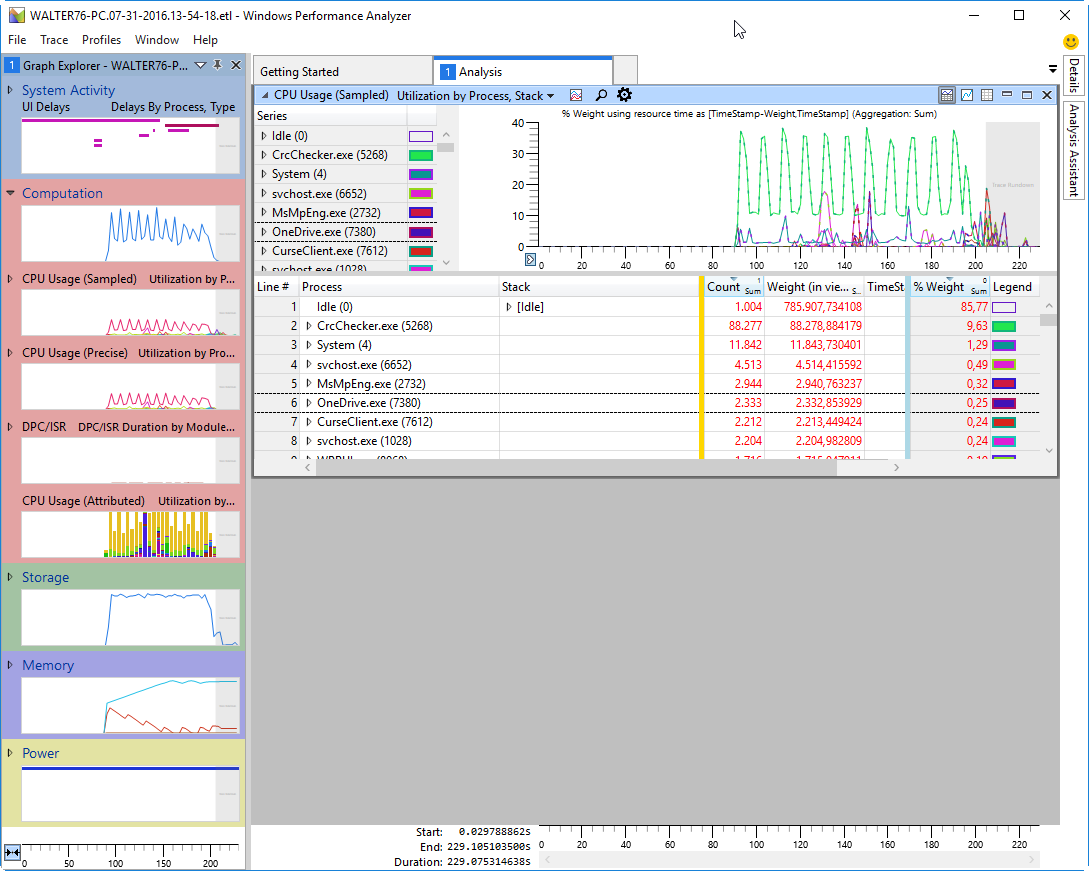 WALTER76-PC.07-31-2016.13-54-18.etl - Windows Performance Analyzer
File Trace Profiles Window Help
1 Graph Explorer - WALTER76-P...
System Activity
UI Delays Delays By Process, Type
Computation
CPU Usage (Sampled) Utilization by P...
CPU Usage (Precise) Utilization by Pro...
DPC/ISR DPC/ISR Duration by Module...
CPU Usage (Attributed) Utilization by...
Storage
Memory
Power
0 50 100 150 200
Getting Started
1 Analysis
CPU Usage (Sampled) Utilization by Process, Stack
Series
Idle (0)
CrcChecker.exe (5268)
System (4)
svchost.exe (6652)
MsMpEng.exe (2732)
OneDrive.exe (7380)
CurseClient.exe (7612)
svchost.exe (1028)
% Weight using resource time as [TimeStamp-Weight,TimeStamp] (Aggregation: Sum)
40
30
20
10
0
Trace Rundown
0 20 40 60 80 100 120 140 160 180 200 220
Line # Process Stack Count 1 Sum Weight (in vie... S... TimeSt % Weight 0 Sum Legend
1 Idle (0) [Idle] 1.004 785.907,734108 85,77
2 CrcChecker.exe (5268) 88.277 88.278,884179 9,63
3 System (4) 11.842 11.843,730401 1,29
4 svchost.exe (6652) 4.513 4.514,415592 0,49
5 MsMpEng.exe (2732) 2.944 2.940,763237 0,32
6 OneDrive.exe (7380) 2.333 2.332,853929 0,25
7 CurseClient.exe (7612) 2.212 2.213,449424 0,24
8 svchost.exe (1028) 2.204 2.204,982809 0,24
Details
Analysis Assistant
Start: 0.029788862s
End: 229.105103500s
Duration: 229.075314638s
0 20 40 60 80 100 120 140 160 180 200 220